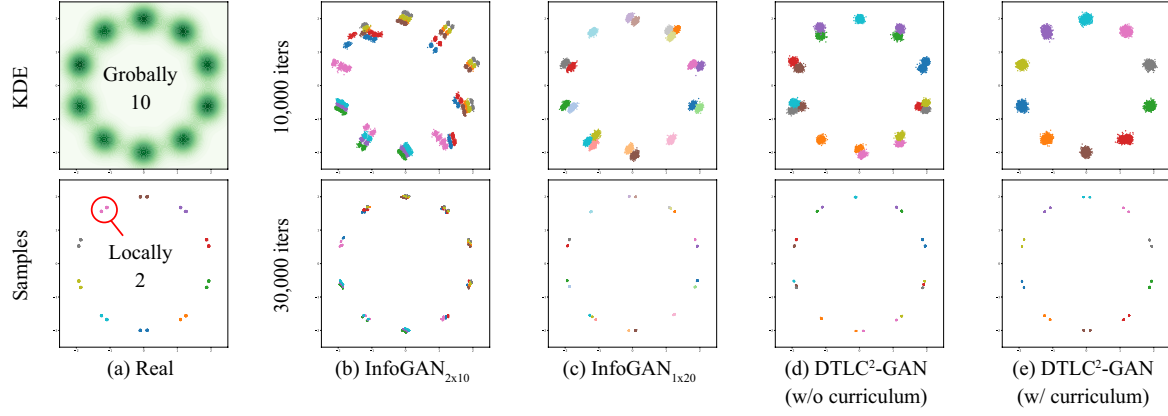 KDE
Grobally
10
Samples
Locally
2
10,000 iters
30,000 iters
(a) Real
(b) InfoGAN2x10
(c) InfoGAN1x20
(d) DTLC²-GAN
(w/o curriculum)
(e) DTLC²-GAN
(w/ curriculum)